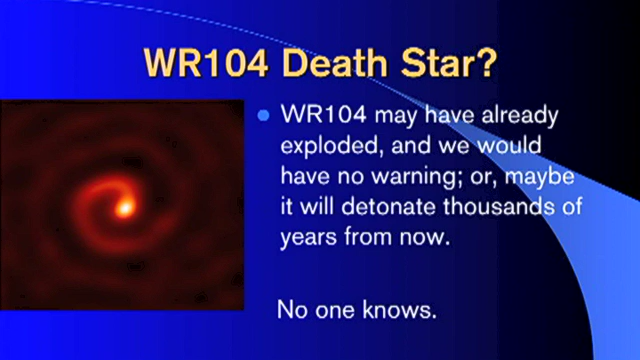 WR104 Death Star?
WR104 may have already
exploded, and we would
have no warning; or, maybe
it will detonate thousands of
years from now.
No one knows.